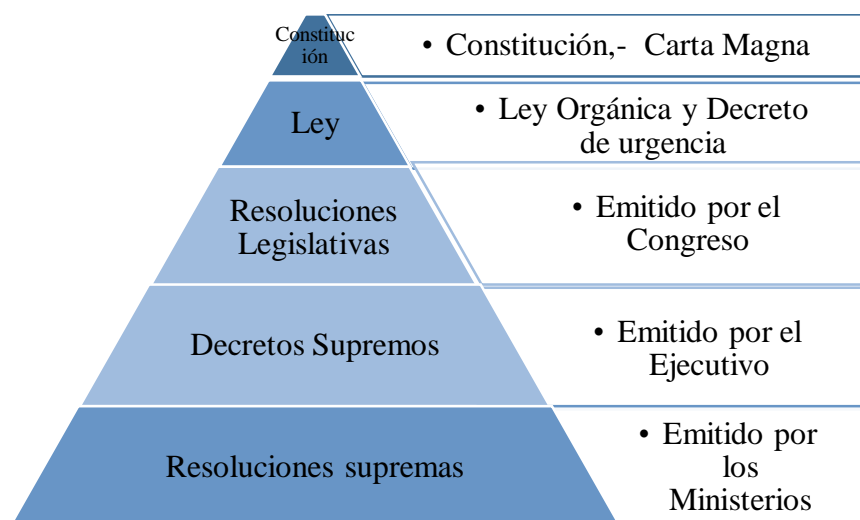 Constituc
ión
• Constitución,- Carta Magna
Ley
• Ley Orgánica y Decreto
de urgencia
Resoluciones
Legislativas
• Emitido por el
Congreso
Decretos Supremos
• Emitido por el
Ejecutivo
Resoluciones supremas
• Emitido por
los
Ministerios